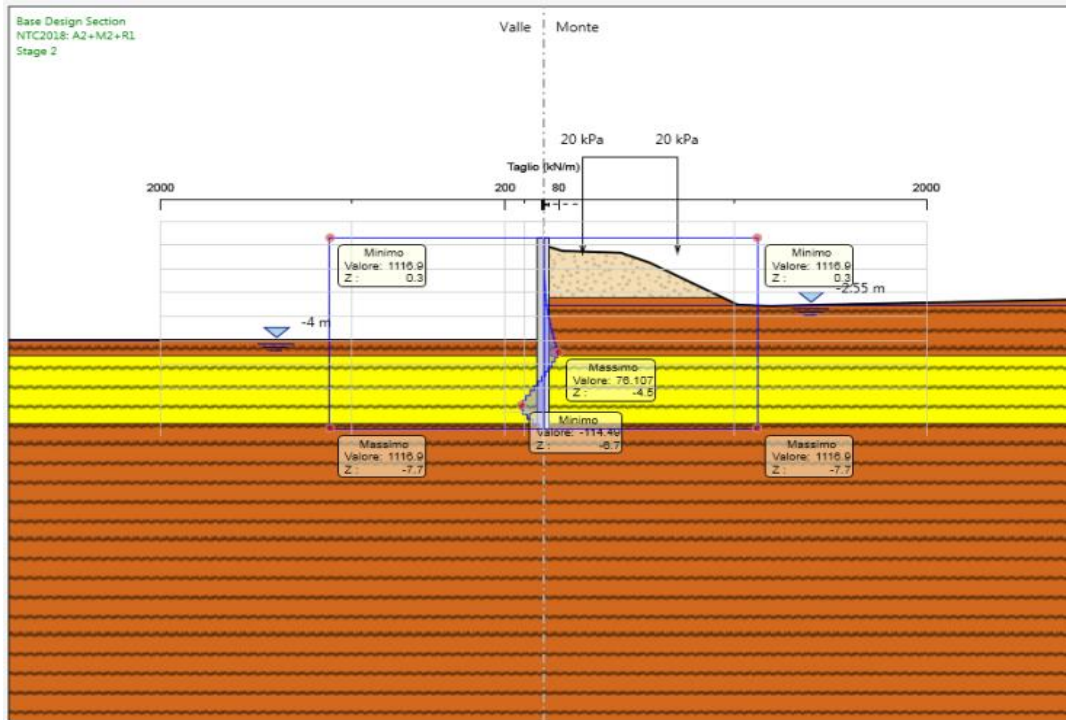 Base Design Section
NTC2018: A2+M2+R1
Stage 2
Valle
Monte
20 kPa
20 kPa
Taglio (kN/m)
2000
200
80
2000
Minimo
Valore: 1116.9
Z : 0.3
Minimo
Valore: 1116.9
Z : 0.3
-2.55 m
-4 m
Massimo
Valore: 76.107
Z : -4.5
Minimo
Valore: -114.49
Z : -6.7
Massimo
Valore: 1116.9
Z : -7.7
Massimo
Valore: 1116.9
Z : -7.7